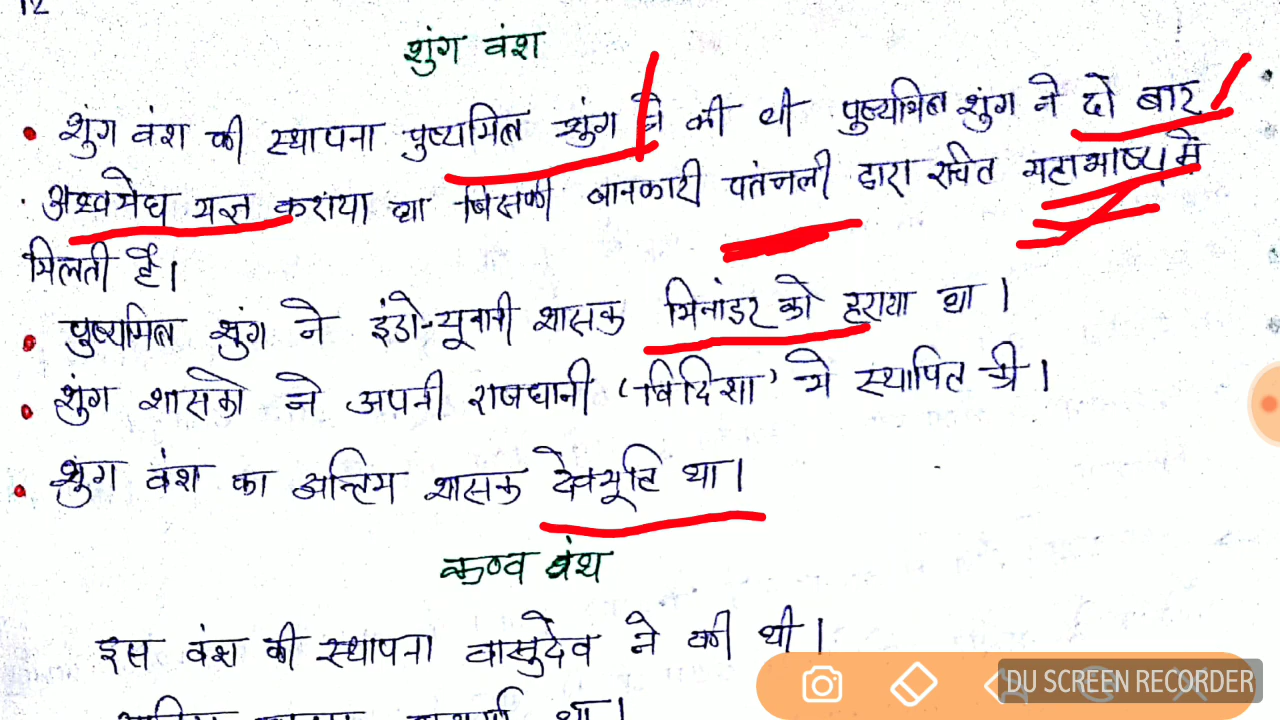 12
शुंग वंश
• शुंग वंश की स्थापना पुष्यमित्र शुंग ने की थी पुष्यमित्र शुंग ने दो बार
अश्वमेघ यज्ञ कराया था जिसकी जानकारी पतंजली द्वारा रचित महाभाष्य में
मिलती है।
• पुष्यमित्र शुंग ने इंडो-यूनानी शासक मिनांडर को हराया था।
• शुंग शासको ने अपनी राजधानी 'विदिशा' मे स्थापित की।
• शुंग वंश का अन्तिम शासक देवभूति था।
कण्व वंश
इस वंश की स्थापना वासुदेव ने की थी।
था।
DU SCREEN RECORDER